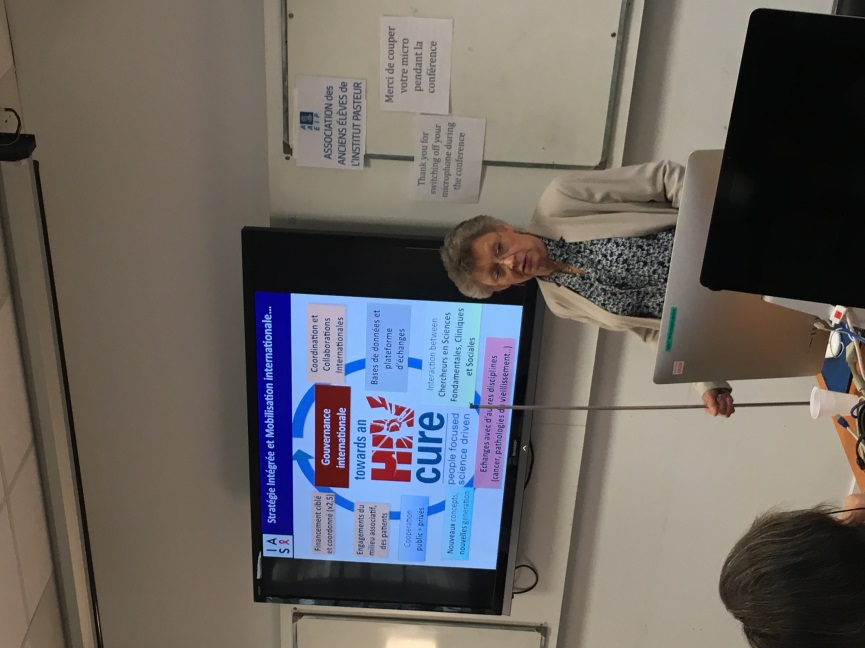 Merci de couper
votre micro
pendant la
conférence
A
A
E I P
ASSOCIATION des
ANCIENS ÉLÈVES de
L'INSTITUT PASTEUR
Thank you for
switching off your
microphone during
the conference
I A
S
Stratégie Intégrée et Mobilisation internationale...
Financement ciblé
et coordonné (x2,5)
Gouvernance
internationale
Coordination et
Collaborations
Internationales
Engagements du
milieu associatif,
des patients
towards an
HIV
cure
people focused
science driven
Bases de données et
plateforme
d'échanges
Coopération
public - privés
Interaction between
Chercheurs en Sciences
Fondamentales, Cliniques
et Sociales
Nouveaux concepts,
nouvelles génération
Echanges avec d'autres disciplines
(cancer, pathologies du vieillissement..)